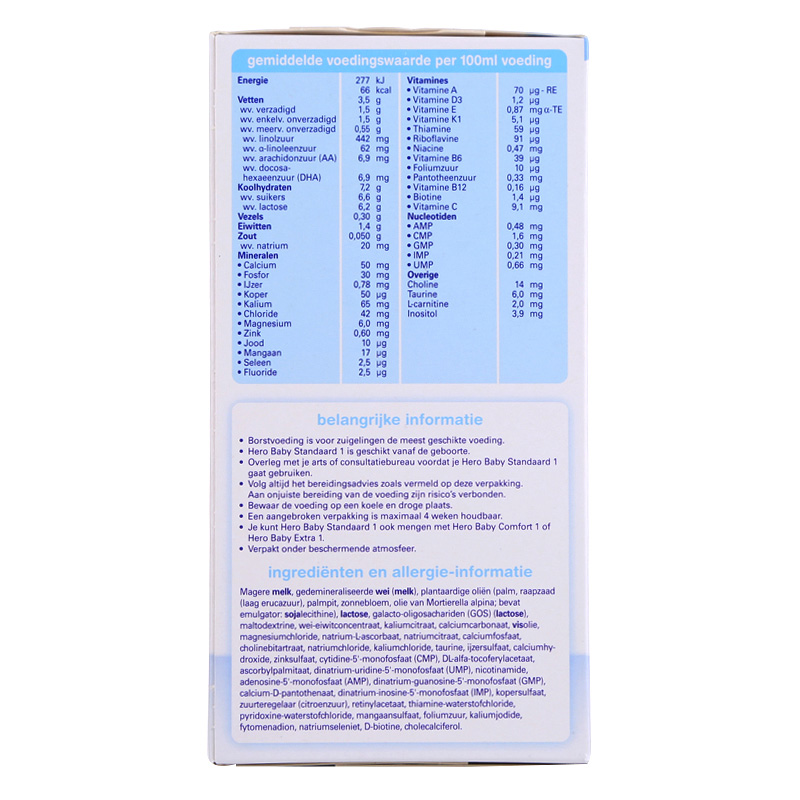 gemiddelde voedingswaarde per 100ml voeding
Energie 277 kJ
66 kcal
Vetten 3,5 g
wv. verzadigd 1,5 g
wv. enkelv. onverzadigd 1,5 g
wv. meerv. onverzadigd 0,55 g
wv. linolzuur 442 mg
wv. α-linoleenzuur 62 mg
wv. arachidonzuur (AA) 6,9 mg
wv. docosa-
hexaeenzuur (DHA) 6,9 mg
Koolhydraten 7,2 g
wv. suikers 6,6 g
wv. lactose 6,2 g
Vezels 0,30 g
Eiwitten 1,4 g
Zout 0,050 g
wv. natrium 20 mg
Mineralen
• Calcium 50 mg
• Fosfor 30 mg
• IJzer 0,78 mg
• Koper 50 µg
• Kalium 65 mg
• Chloride 42 mg
• Magnesium 6,0 mg
• Zink 0,60 mg
• Jood 10 µg
• Mangaan 17 µg
• Seleen 2,5 µg
• Fluoride 2,5 µg
Vitamines
• Vitamine A 70 µg - RE
• Vitamine D3 1,2 µg
• Vitamine E 0,87 mg α-TE
• Vitamine K1 5,1 µg
• Thiamine 59 µg
• Riboflavine 91 µg
• Niacine 0,47 mg
• Vitamine B6 39 µg
• Foliumzuur 10 µg
• Pantotheenzuur 0,33 mg
• Vitamine B12 0,16 µg
• Biotine 1,4 µg
• Vitamine C 9,1 mg
Nucleotiden
• AMP 0,48 mg
• CMP 1,6 mg
• GMP 0,30 mg
• IMP 0,21 mg
• UMP 0,66 mg
Overige
Choline 14 mg
Taurine 6,0 mg
L-carnitine 2,0 mg
Inositol 3,9 mg
belangrijke informatie
• Borstvoeding is voor zuigelingen de meest geschikte voeding.
• Hero Baby Standaard 1 is geschikt vanaf de geboorte.
• Overleg met je arts of consultatiebureau voordat je Hero Baby Standaard 1
gaat gebruiken.
• Volg altijd het bereidingsadvies zoals vermeld op deze verpakking.
Aan onjuiste bereiding van de voeding zijn risico's verbonden.
• Bewaar de voeding op een koele en droge plaats.
• Een aangebroken verpakking is maximaal 4 weken houdbaar.
• Je kunt Hero Baby Standaard 1 ook mengen met Hero Baby Comfort 1 of
Hero Baby Extra 1.
• Verpakt onder beschermende atmosfeer.
ingrediënten en allergie-informatie
Magere melk, gedemineraliseerde wei (melk), plantaardige oliën (palm, raapzaad
(laag erucazuur), palmpit, zonnebloem, olie van Mortierella alpina; bevat
emulgator: sojalecithine), lactose, galacto-oligosachariden (GOS) (lactose),
maltodextrine, wei-eiwitconcentraat, kaliumcitraat, calciumcarbonaat, visolie,
magnesiumchloride, natrium-L-ascorbaat, natriumcitraat, calciumfosfaat,
cholinebitartraat, natriumchloride, kaliumchloride, taurine, ijzersulfaat, calciumhy-
droxide, zinksulfaat, cytidine-5'-monofosfaat (CMP), DL-alfa-tocoferylacetaat,
ascorbylpalmitaat, dinatrium-uridine-5'-monofosfaat (UMP), nicotinamide,
adenosine-5'-monofosfaat (AMP), dinatrium-guanosine-5'-monofosfaat (GMP),
calcium-D-pantothenaat, dinatrium-inosine-5'-monofosfaat (IMP), kopersulfaat,
zuurteregelaar (citroenzuur), retinylacetaat, thiamine-waterstofchloride,
pyridoxine-waterstofchloride, mangaansulfaat, foliumzuur, kaliumjodide,
fytomenadion, natriumseleniet, D-biotine, cholecalciferol.